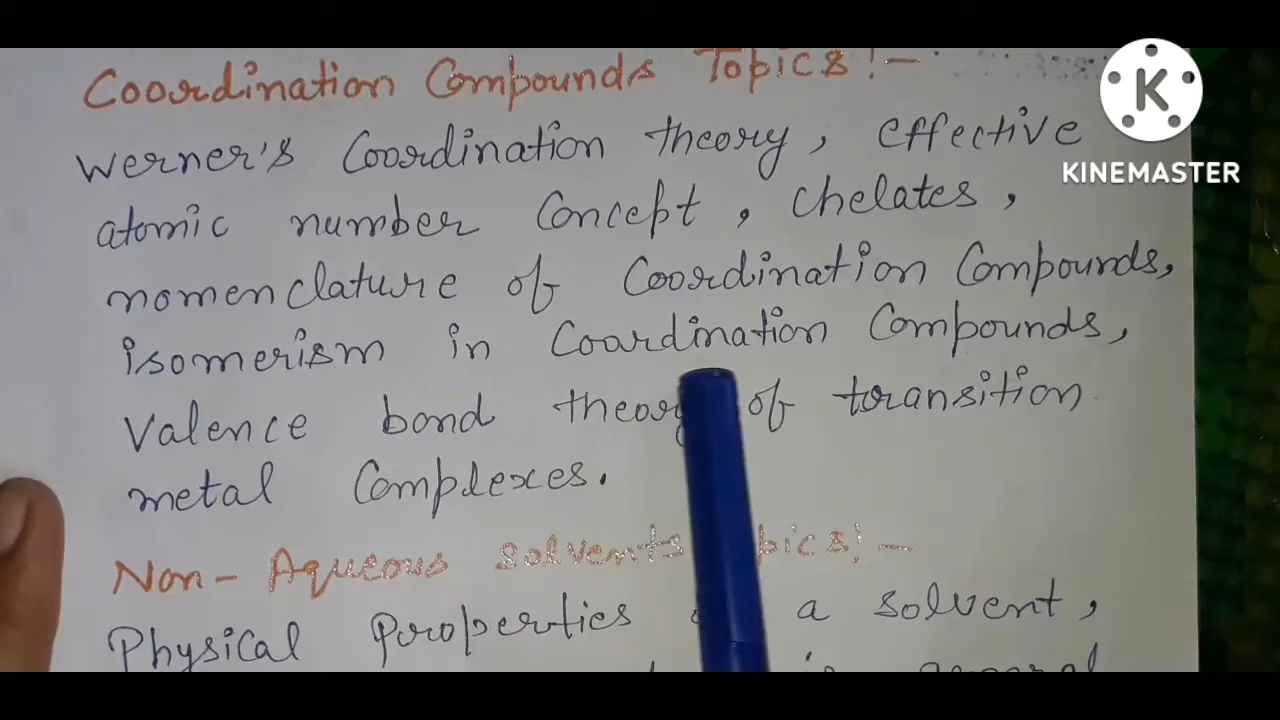 Coordination Compounds Topics!-
K
KINEMASTER
Werner's Coordination theory, effective
atomic number Concept, Chelates,
nomenclature of Coordination Compounds,
isomerism in Coordination Compounds,
Valence bond theory of transition
metal Complexes.
Non-Aqueous Solvents
Physical Properties a solvent,
general